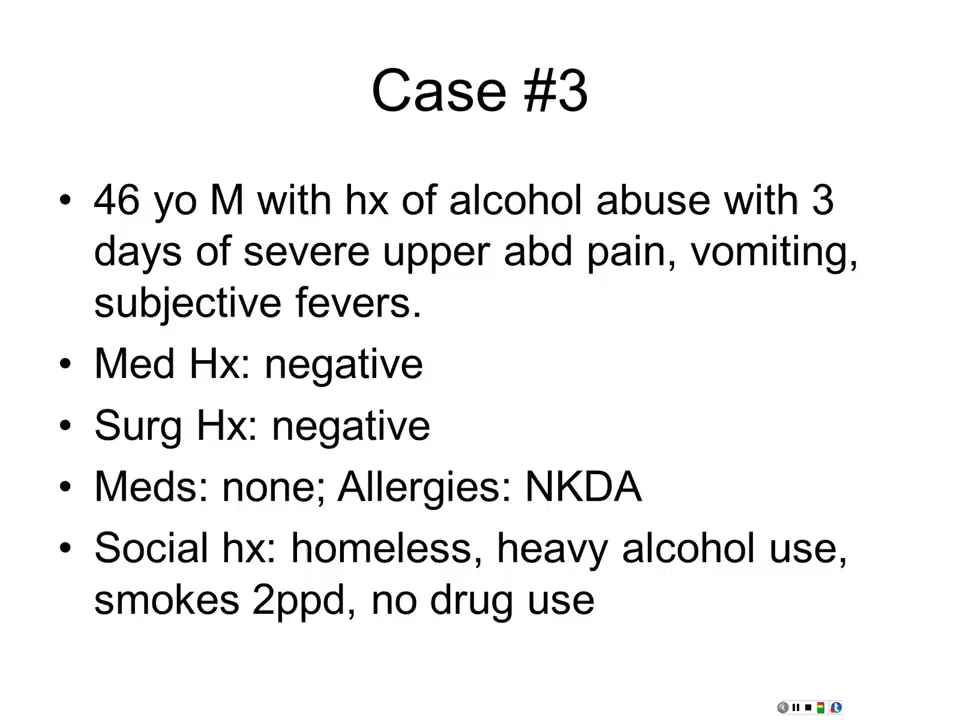 Case #3
• 46 yo M with hx of alcohol abuse with 3
days of severe upper abd pain, vomiting,
subjective fevers.
• Med Hx: negative
• Surg Hx: negative
• Meds: none; Allergies: NKDA
• Social hx: homeless, heavy alcohol use,
smokes 2ppd, no drug use